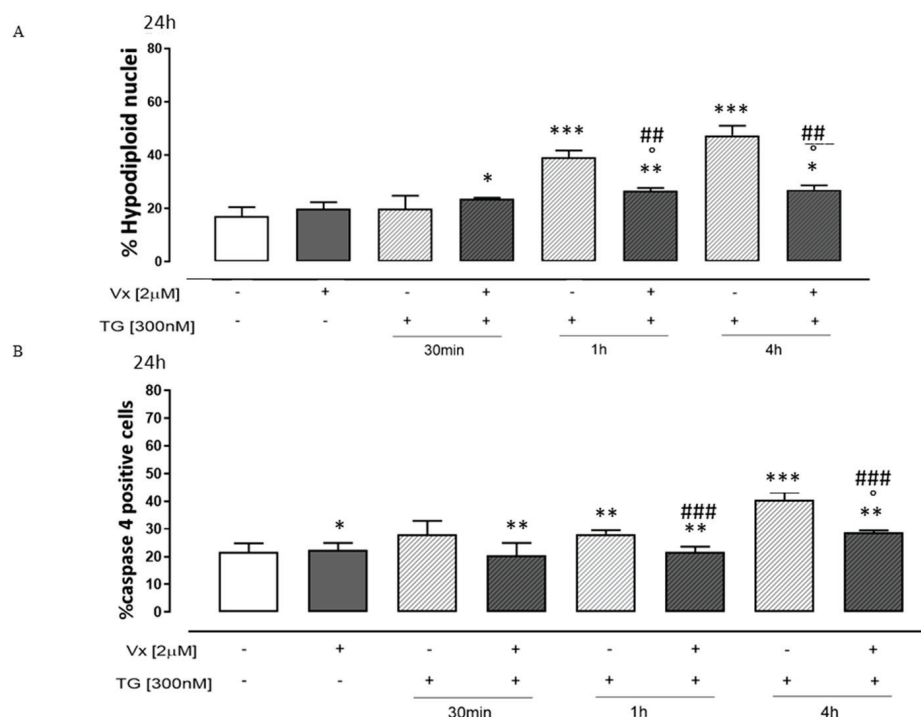 A
24h
% Hypodiploid nuclei
80
60
40
20
0
*
***
##
°
**
***
##
°
*
Vx [2μM] - + - + - + - +
TG [300nM] - - + + + + + +
30min 1h 4h
B
24h
%caspase 4 positive cells
80
70
60
50
40
30
20
10
0
*
**
**
###
**
***
###
°
**
Vx [2μM] - + - + - + - +
TG [300nM] - - + + + + + +
30min 1h 4h